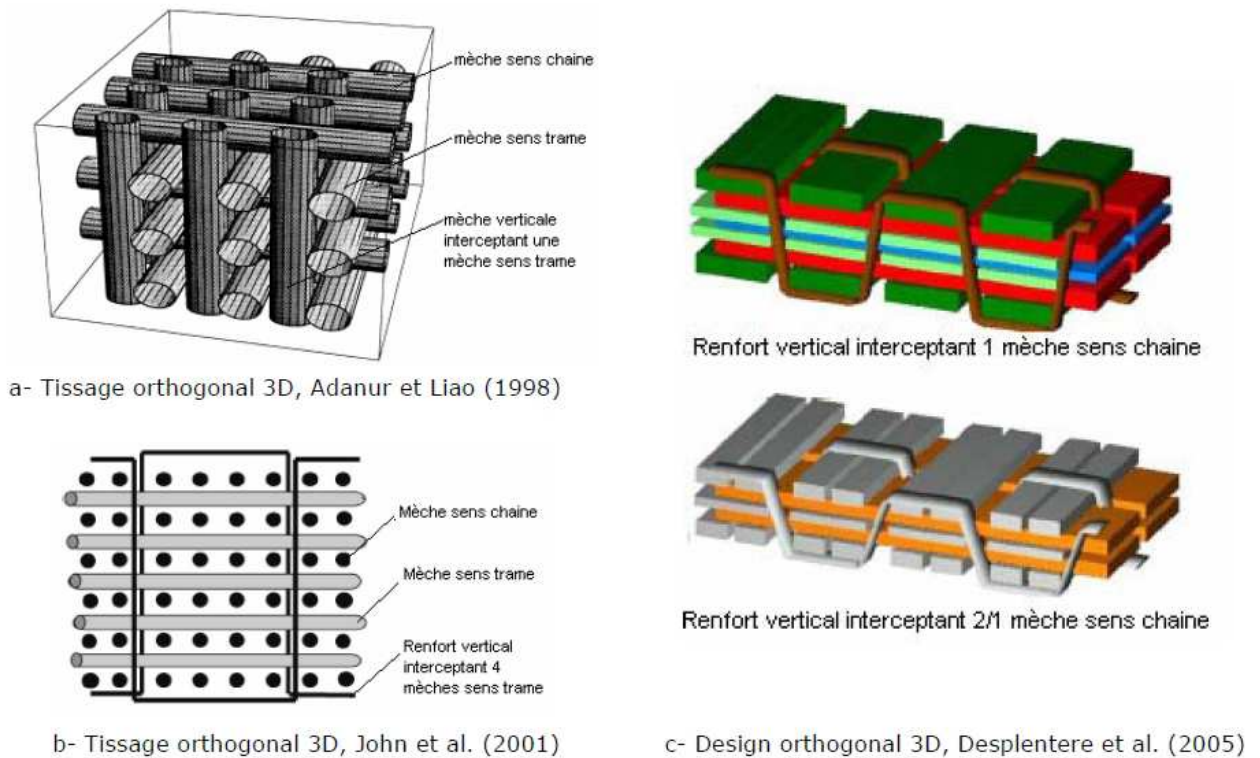 mèche sens chaine
mèche sens trame
mèche verticale
interceptant une
mèche sens trame
a- Tissage orthogonal 3D, Adanur et Liao (1998)
Mèche sens chaine
Mèche sens trame
Renfort vertical
interceptant 4
mèches sens trame
b- Tissage orthogonal 3D, John et al. (2001)
Renfort vertical interceptant 1 mèche sens chaine
Renfort vertical interceptant 2/1 mèche sens chaine
c- Design orthogonal 3D, Desplentere et al. (2005)